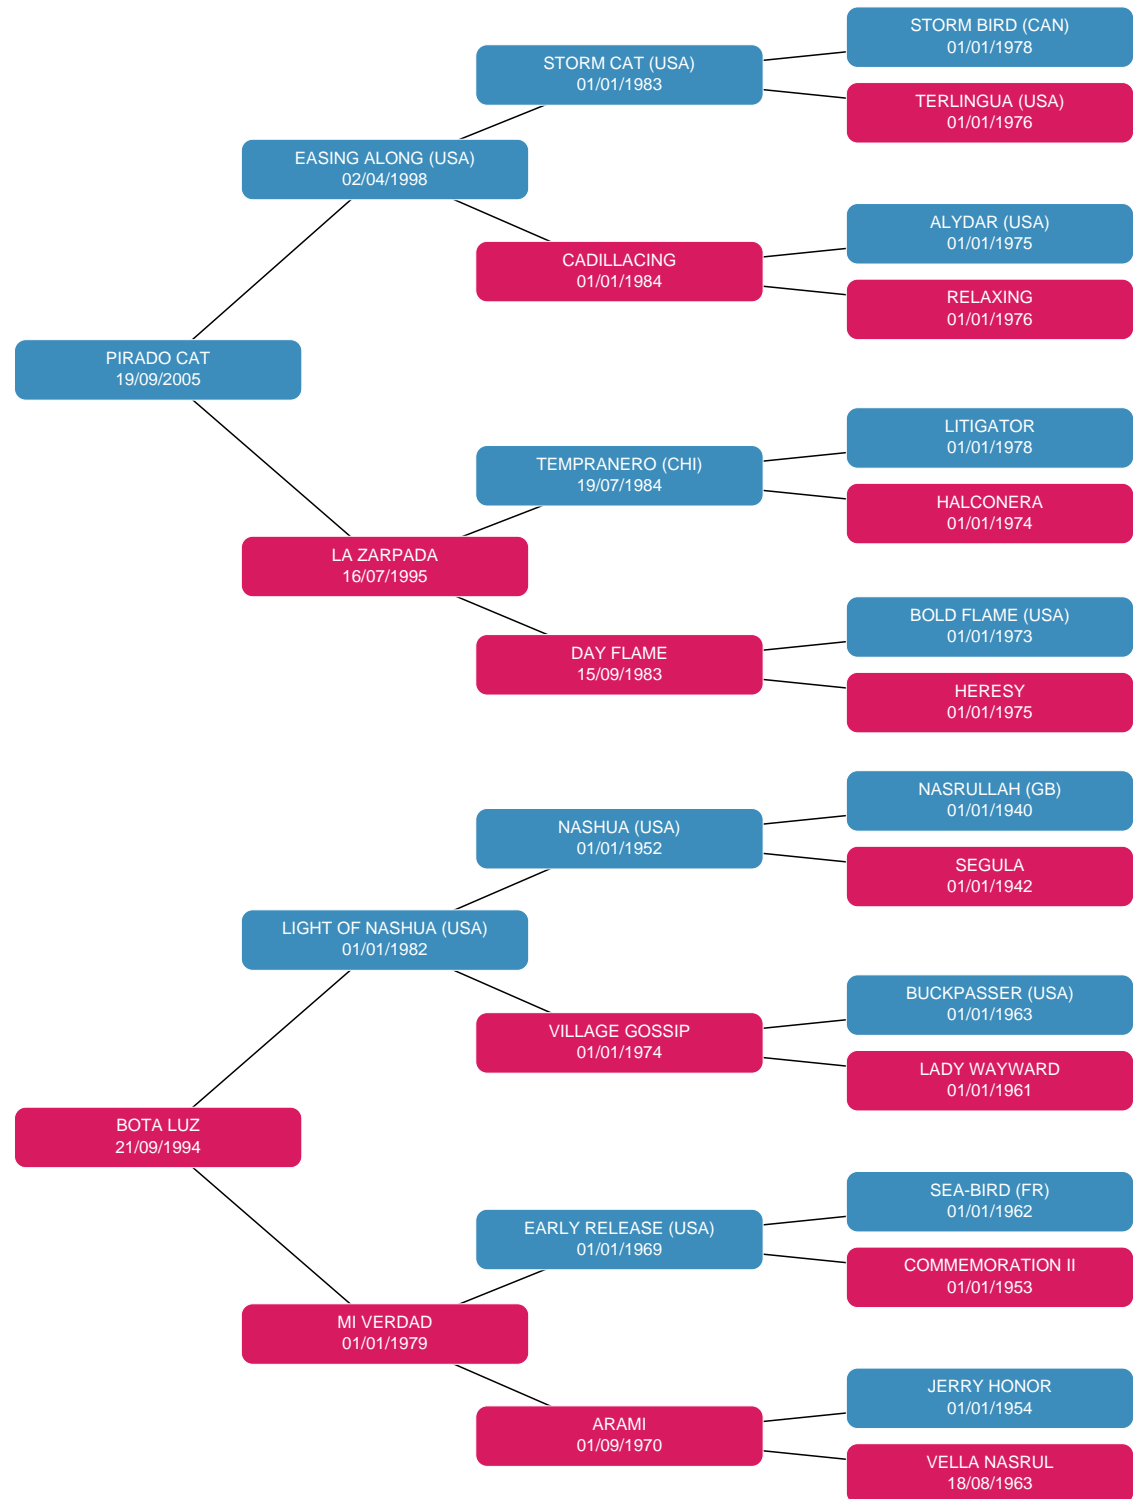 STORM BIRD (CAN)
01/01/1978
STORM CAT (USA)
01/01/1983
TERLINGUA (USA)
01/01/1976
EASING ALONG (USA)
02/04/1998
ALYDAR (USA)
01/01/1975
CADILLACING
01/01/1984
RELAXING
01/01/1976
PIRADO CAT
19/09/2005
LITIGATOR
01/01/1978
TEMPRANERO (CHI)
19/07/1984
HALCONERA
01/01/1974
LA ZARPADA
16/07/1995
BOLD FLAME (USA)
01/01/1973
DAY FLAME
15/09/1983
HERESY
01/01/1975
NASRULLAH (GB)
01/01/1940
NASHUA (USA)
01/01/1952
SEGULA
01/01/1942
LIGHT OF NASHUA (USA)
01/01/1982
BUCKPASSER (USA)
01/01/1963
VILLAGE GOSSIP
01/01/1974
LADY WAYWARD
01/01/1961
BOTA LUZ
21/09/1994
SEA-BIRD (FR)
01/01/1962
EARLY RELEASE (USA)
01/01/1969
COMMEMORATION II
01/01/1953
MI VERDAD
01/01/1979
JERRY HONOR
01/01/1954
ARAMI
01/09/1970
VELLA NASRUL
18/08/1963